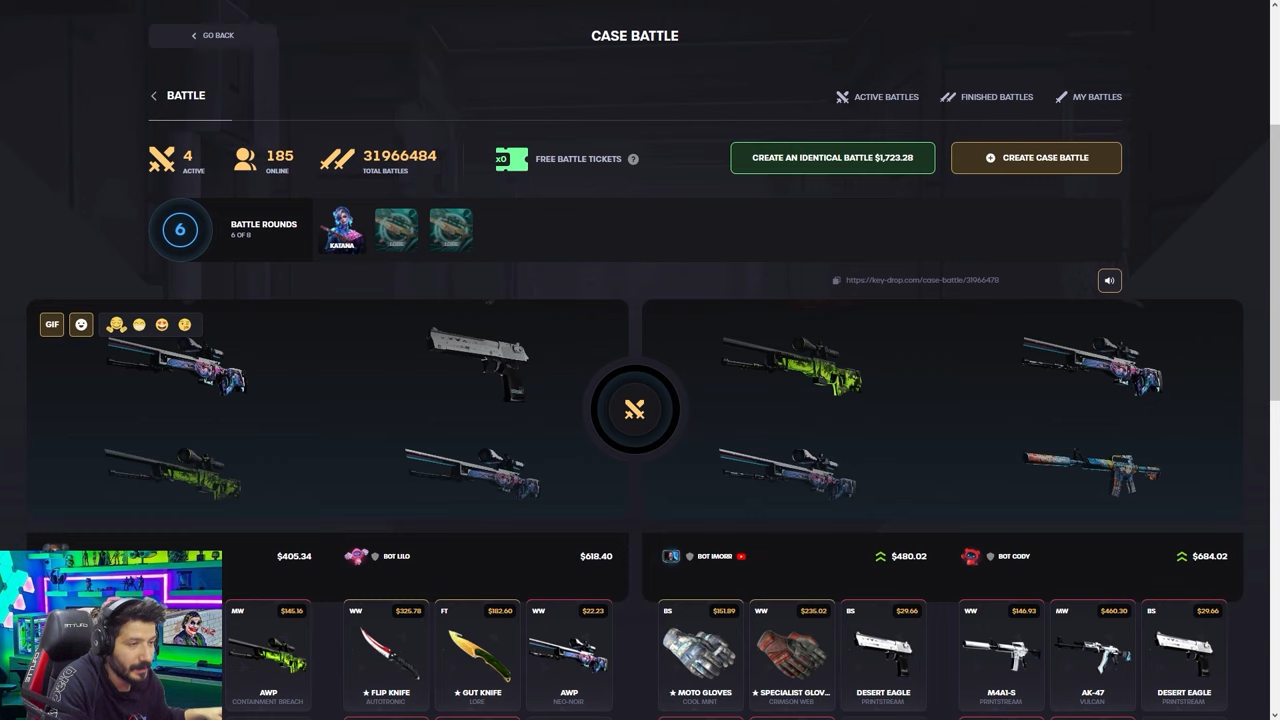 GO BACK
CASE BATTLE
BATTLE
ACTIVE BATTLES
FINISHED BATTLES
MY BATTLES
4
ACTIVE
185
ONLINE
31966484
TOTAL BATTLES
x0
FREE BATTLE TICKETS ?
CREATE AN IDENTICAL BATTLE $1,723.28
CREATE CASE BATTLE
6
BATTLE ROUNDS
6 OF 8
KATANA
LORE
LORE
https://key-drop.com/case-battle/31966478
GIF
$405.34
BOT LILO
$618.40
BOT IMORR
$480.02
BOT CODY
$684.02
MW $145.16
AWP
CONTAINMENT BREACH
WW $325.78
★ FLIP KNIFE
AUTOTRONIC
FT $182.60
★ GUT KNIFE
LORE
WW $22.23
AWP
NEO-NOIR
BS $151.89
★ MOTO GLOVES
COOL MINT
WW $235.02
★ SPECIALIST GLOV...
CRIMSON WEB
BS $29.66
DESERT EAGLE
PRINTSTREAM
WW $146.93
M4A1-S
PRINTSTREAM
MW $460.30
AK-47
VULCAN
BS $29.66
DESERT EAGLE
PRINTSTREAM